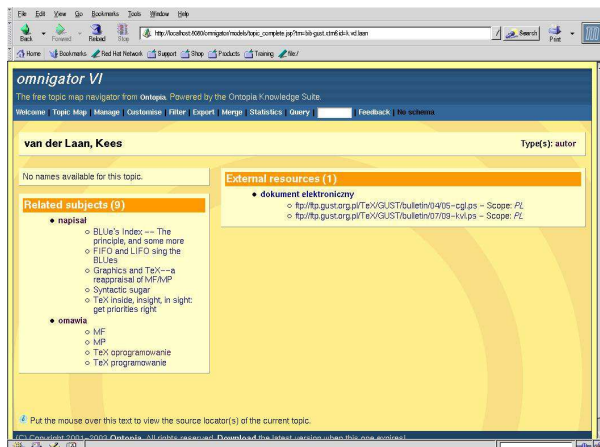 File Edit View Go Bookmarks Tools Window Help
Back Forward Reload Stop http://localhost:8080/omnigator/models/topic_complete.jsp?tm=bib-gust.xtm&id=k.vd.laan Search Print
Home Bookmarks Red Hat Network Support Shop Products Training file:/
omnigator VI
The free topic map navigator from Ontopia. Powered by the Ontopia Knowledge Suite.
Welcome | Topic Map | Manage | Customise | Filter | Export | Merge | Statistics | Query | | Feedback | No schema
van der Laan, Kees Type(s): autor
No names available for this topic.
Related subjects (9)
• napisał
○ BLUe's Index –– The
principle, and some more
○ FIFO and LIFO sing the
BLUes
○ Graphics and TeX––a
reappraisal of MF/MP
○ Syntactic sugar
○ TeX inside, insight, in sight:
get priorities right
• omawia
○ MF
○ MP
○ TeX oprogramowanie
○ TeX programowanie
External resources (1)
• dokument elektroniczny
○ ftp://ftp.gust.org.pl/TeX/GUST/bulletin/04/05-cgl.ps – Scope: PL
○ ftp://ftp.gust.org.pl/TeX/GUST/bulletin/07/09-kvl.ps – Scope: PL
Put the mouse over this text to view the source locator(s) of the current topic.
(C) Copyright 2001-2003 Ontopia. All rights reserved. Download the latest version when this one expires!